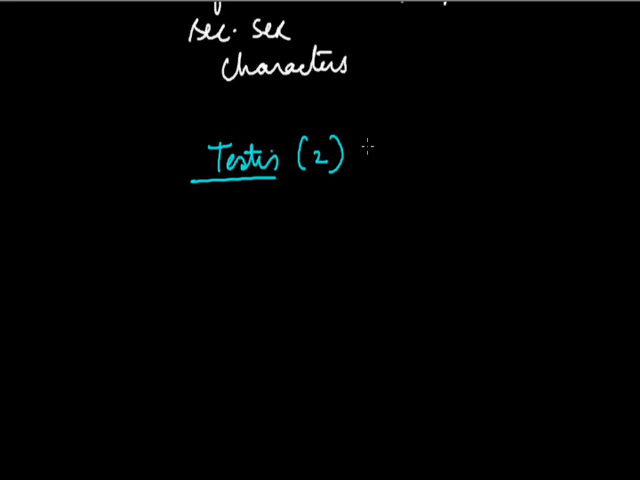 sec. sex
characters
Testis (2)